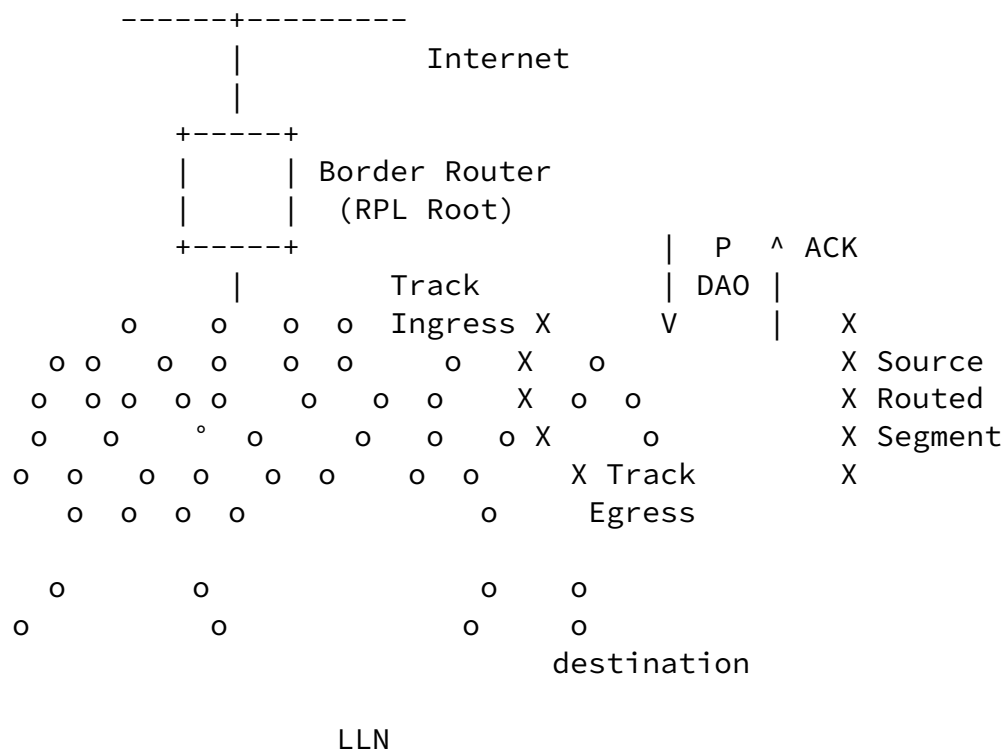 ------+---------
            |          Internet
            |
         +-----+
         |     | Border Router
         |     |  (RPL Root)
         +-----+                    |  P  ^ ACK
            |        Track          | DAO |
      o    o   o  o  Ingress X      V     |   X
  o o   o  o   o  o     o   X   o             X Source
 o  o o  o o    o   o  o    X  o  o           X Routed
 o   o    °  o     o   o   o X     o          X Segment
o  o   o  o   o  o    o  o     X Track        X
   o  o  o  o             o     Egress
  o       o               o    o
o          o             o     o
                              destination
                  LLN